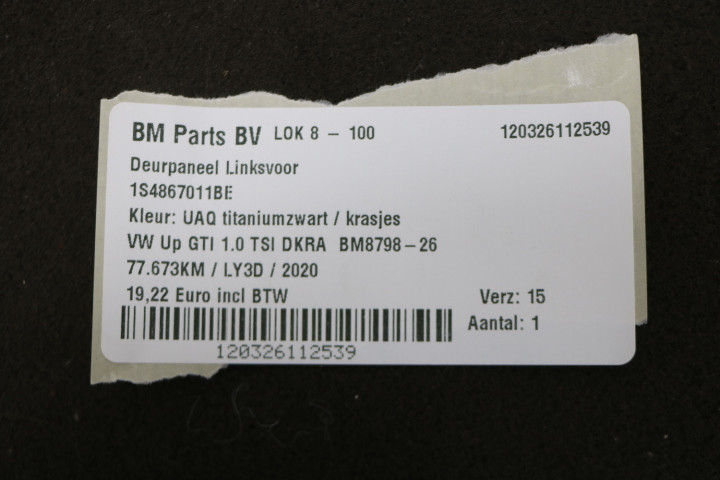 BM Parts BV LOK 8 - 100 120326112539
Deurpaneel Linksvoor
1S4867011BE
Kleur: UAQ titaniumzwart / krasjes
VW Up GTI 1.0 TSI DKRA BM8798-26
77.673KM / LY3D / 2020
19,22 Euro incl BTW Verz: 15
Aantal: 1
120326112539